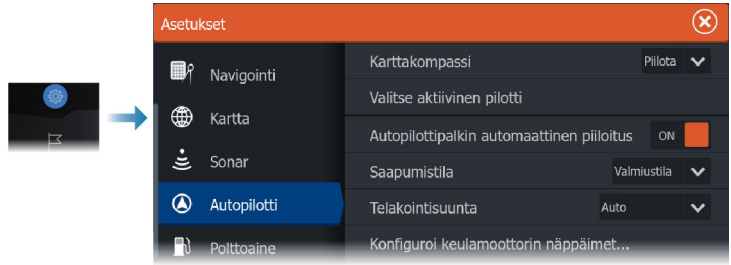 Asetukset
Navigointi
Kartta
Sonar
Autopilotti
Polttoaine
Karttakompassi Piilota
Valitse aktiivinen pilotti
Autopilottipalkin automaattinen piiloitus ON
Saapumistila Valmiustila
Telakointisuunta Auto
Konfiguroi keulamoottorin näppäimet...